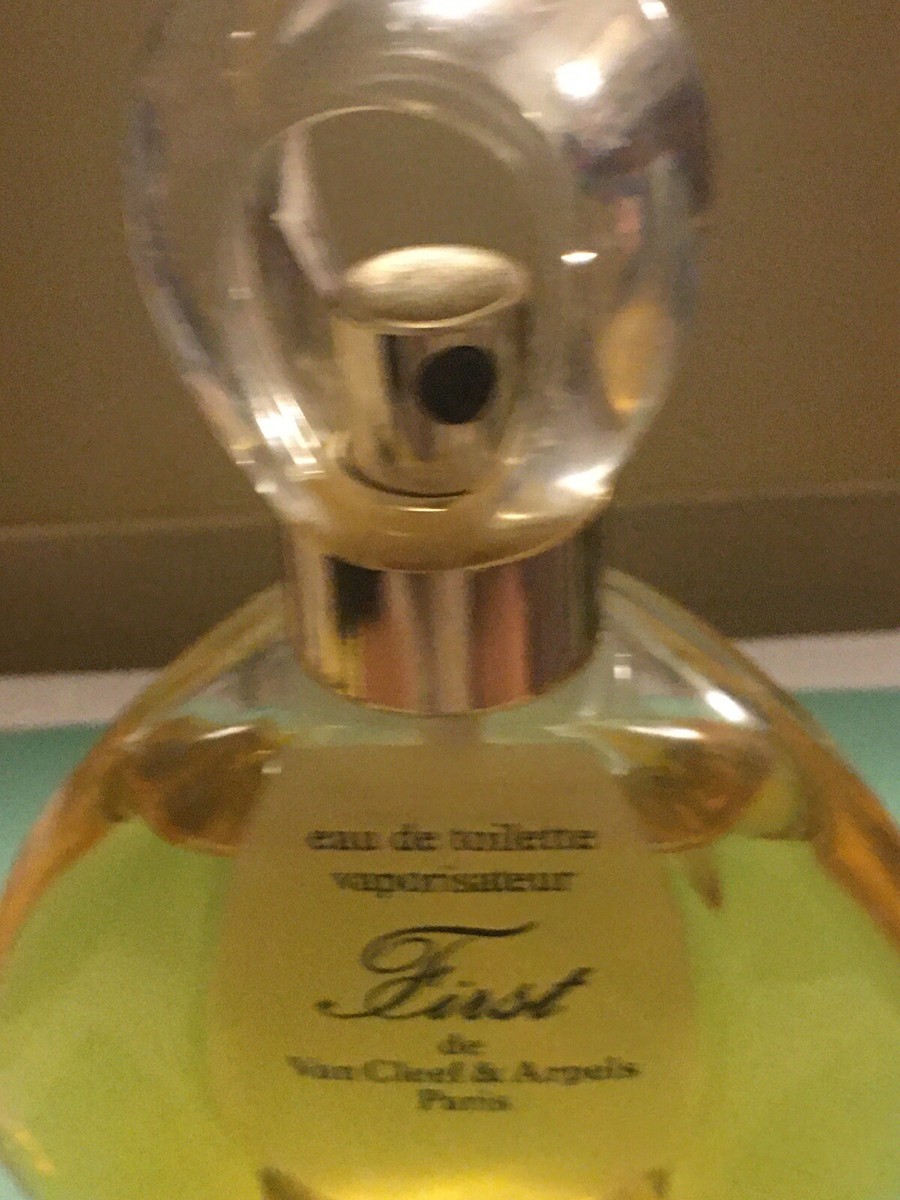 eau de toilette
vaporisateur
First
de
Van Cleef & Arpels
Paris